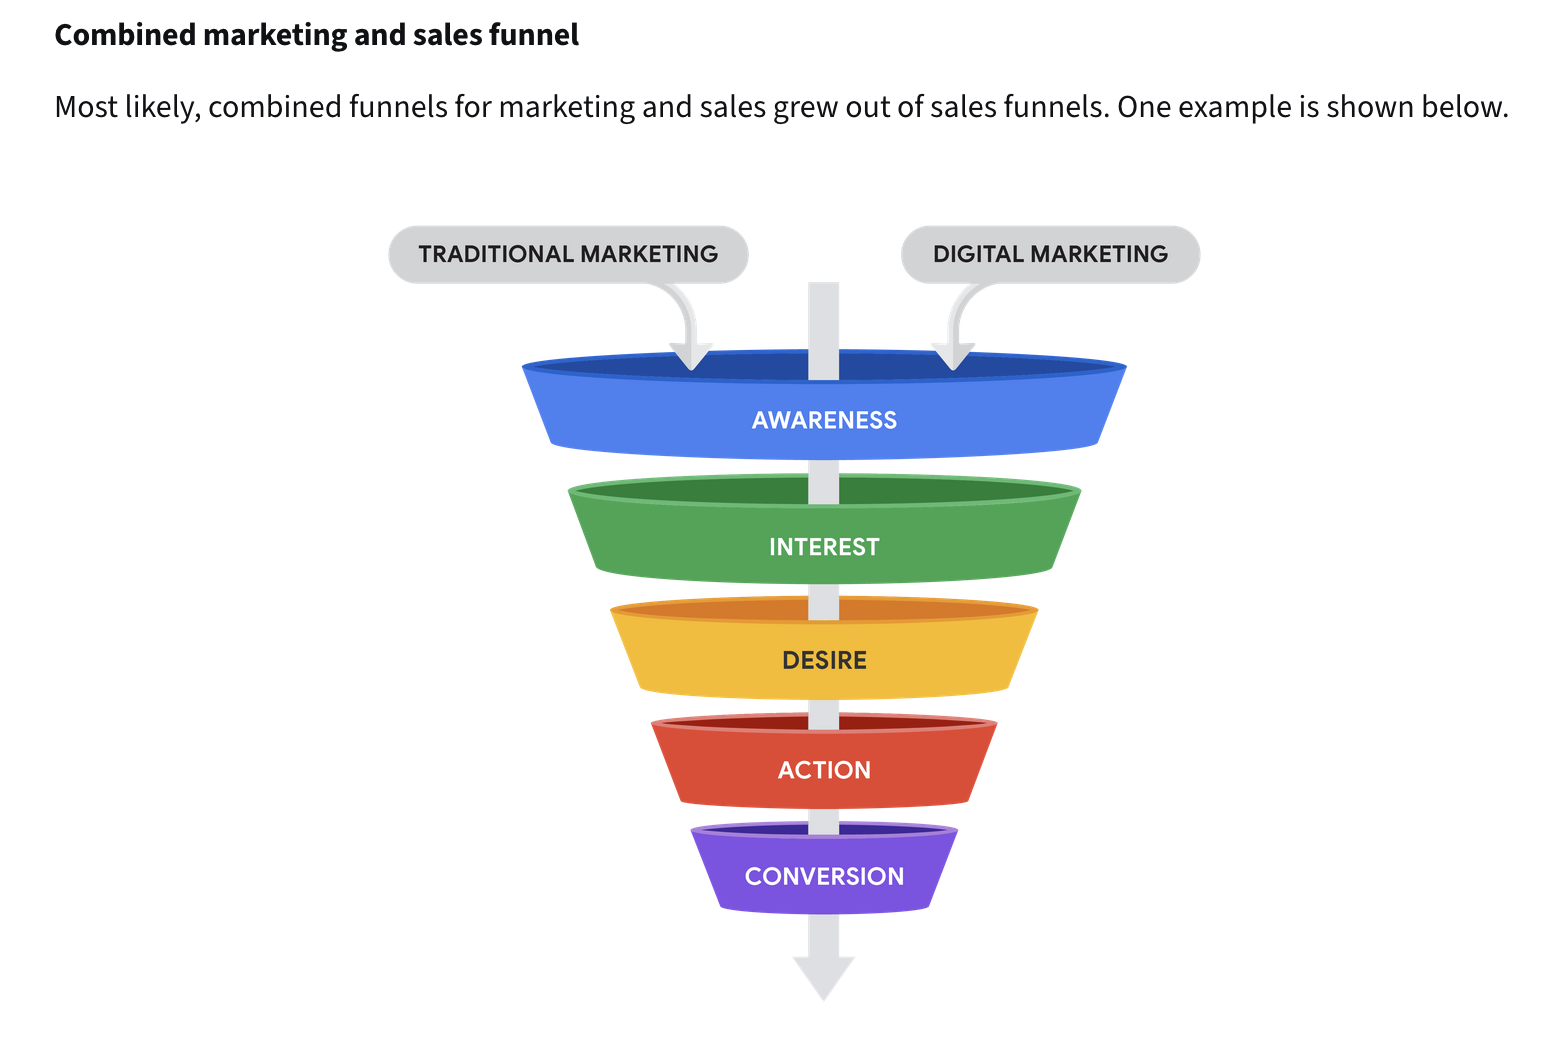 Combined marketing and sales funnel
Most likely, combined funnels for marketing and sales grew out of sales funnels. One example is shown below.
TRADITIONAL MARKETING
DIGITAL MARKETING
AWARENESS
INTEREST
DESIRE
ACTION
CONVERSION